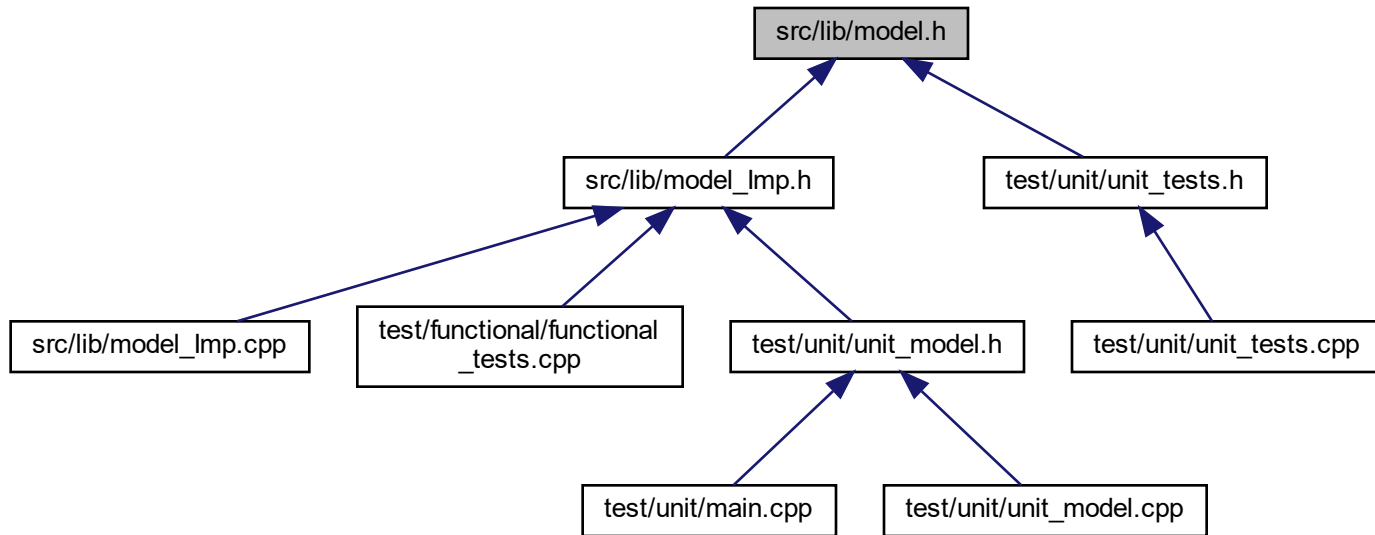 src/lib/model.h
src/lib/model_Imp.h
test/unit/unit_tests.h
src/lib/model_Imp.cpp
test/functional/functional
_tests.cpp
test/unit/unit_model.h
test/unit/unit_tests.cpp
test/unit/main.cpp
test/unit/unit_model.cpp